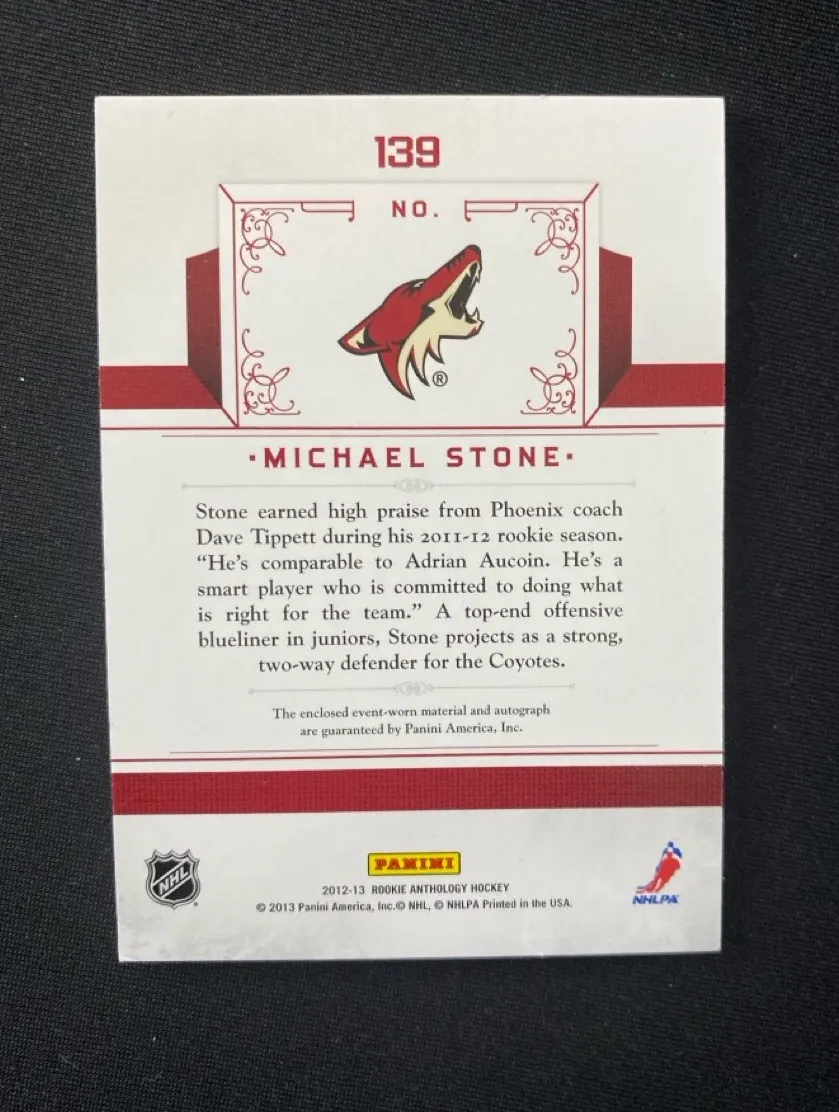 139
NO.
®
·MICHAEL STONE·
Stone earned high praise from Phoenix coach
Dave Tippett during his 2011-12 rookie season.
“He’s comparable to Adrian Aucoin. He’s a
smart player who is committed to doing what
is right for the team.” A top-end offensive
blueliner in juniors, Stone projects as a strong,
two-way defender for the Coyotes.
The enclosed event-worn material and autograph
are guaranteed by Panini America, Inc.
NHL
PANINI
NHLPA
2012-13 ROOKIE ANTHOLOGY HOCKEY
© 2013 Panini America, Inc.© NHL, © NHLPA Printed in the USA.